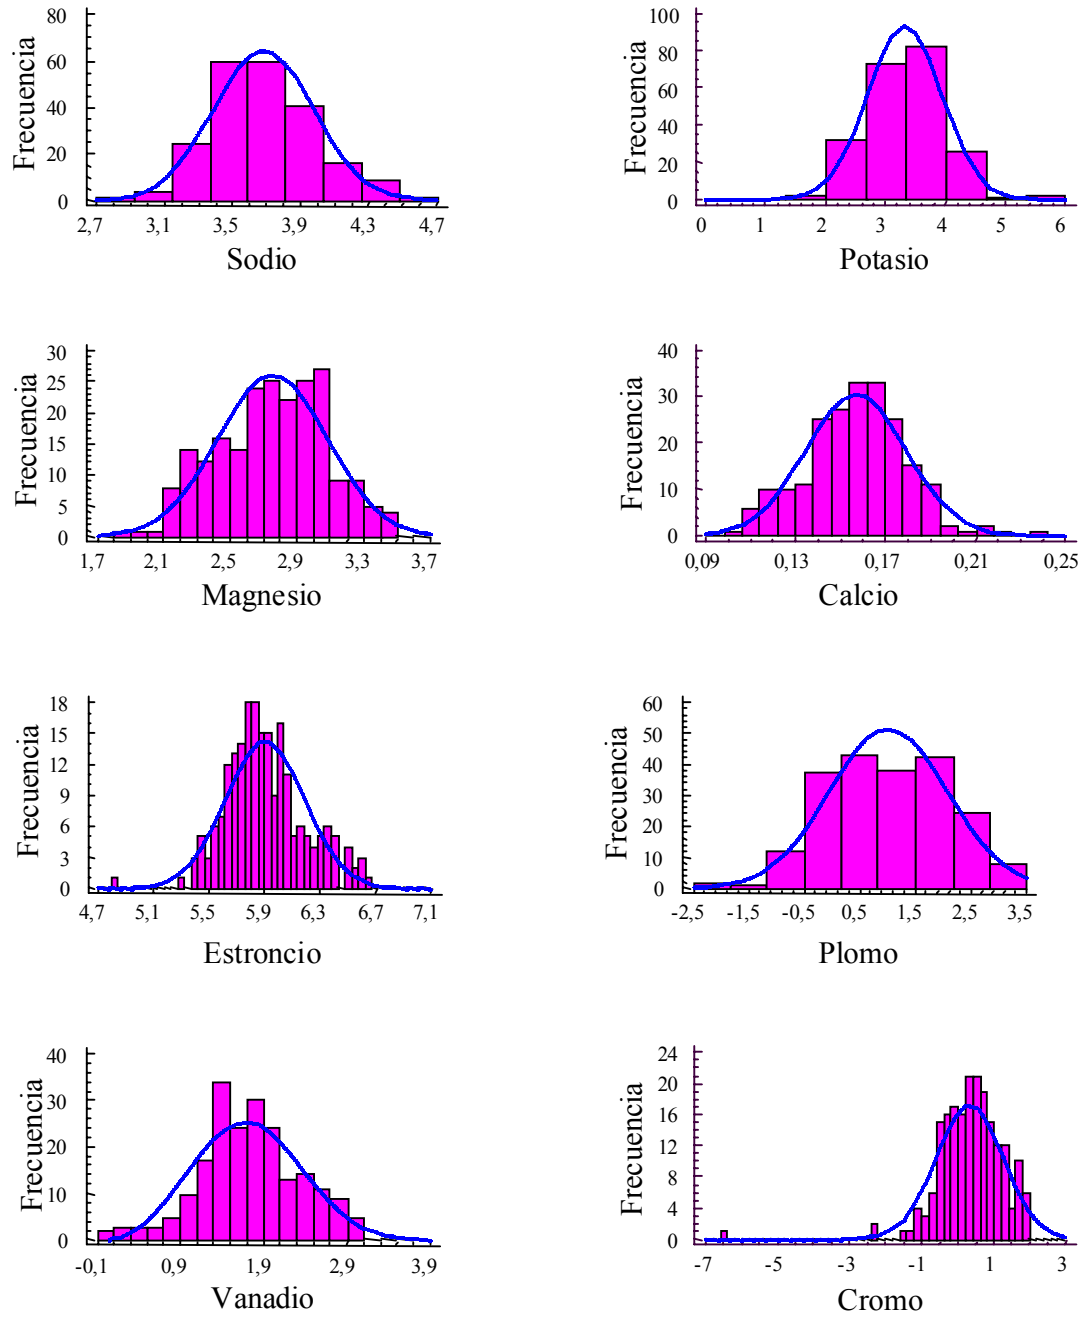 80
60
40
20
0
Frecuencia
2,7 3,1 3,5 3,9 4,3 4,7
Sodio
100
80
60
40
20
0
Frecuencia
0 1 2 3 4 5 6
Potasio
30
25
20
15
10
5
0
Frecuencia
1,7 2,1 2,5 2,9 3,3 3,7
Magnesio
40
30
20
10
0
Frecuencia
0,09 0,13 0,17 0,21 0,25
Calcio
18
15
12
9
6
3
0
Frecuencia
4,7 5,1 5,5 5,9 6,3 6,7 7,1
Estroncio
60
50
40
30
20
10
0
Frecuencia
-2,5 -1,5 -0,5 0,5 1,5 2,5 3,5
Plomo
40
30
20
10
0
Frecuencia
-0,1 0,9 1,9 2,9 3,9
Vanadio
24
20
16
12
8
4
0
Frecuencia
-7 -5 -3 -1 1 3
Cromo